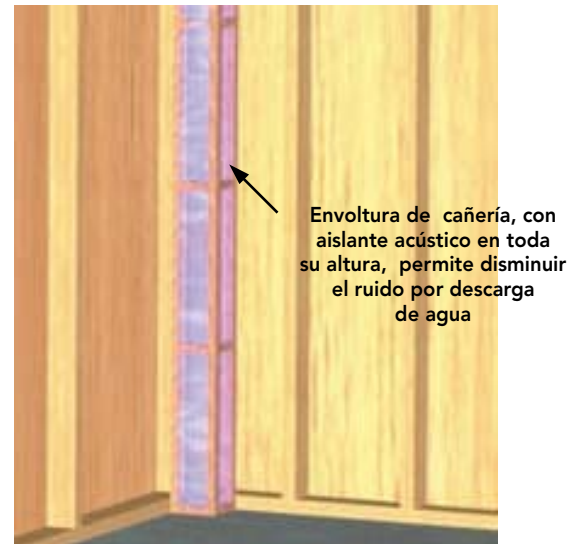 Envoltura de cañería, con
aislante acústico en toda
su altura, permite disminuir
el ruido por descarga
de agua